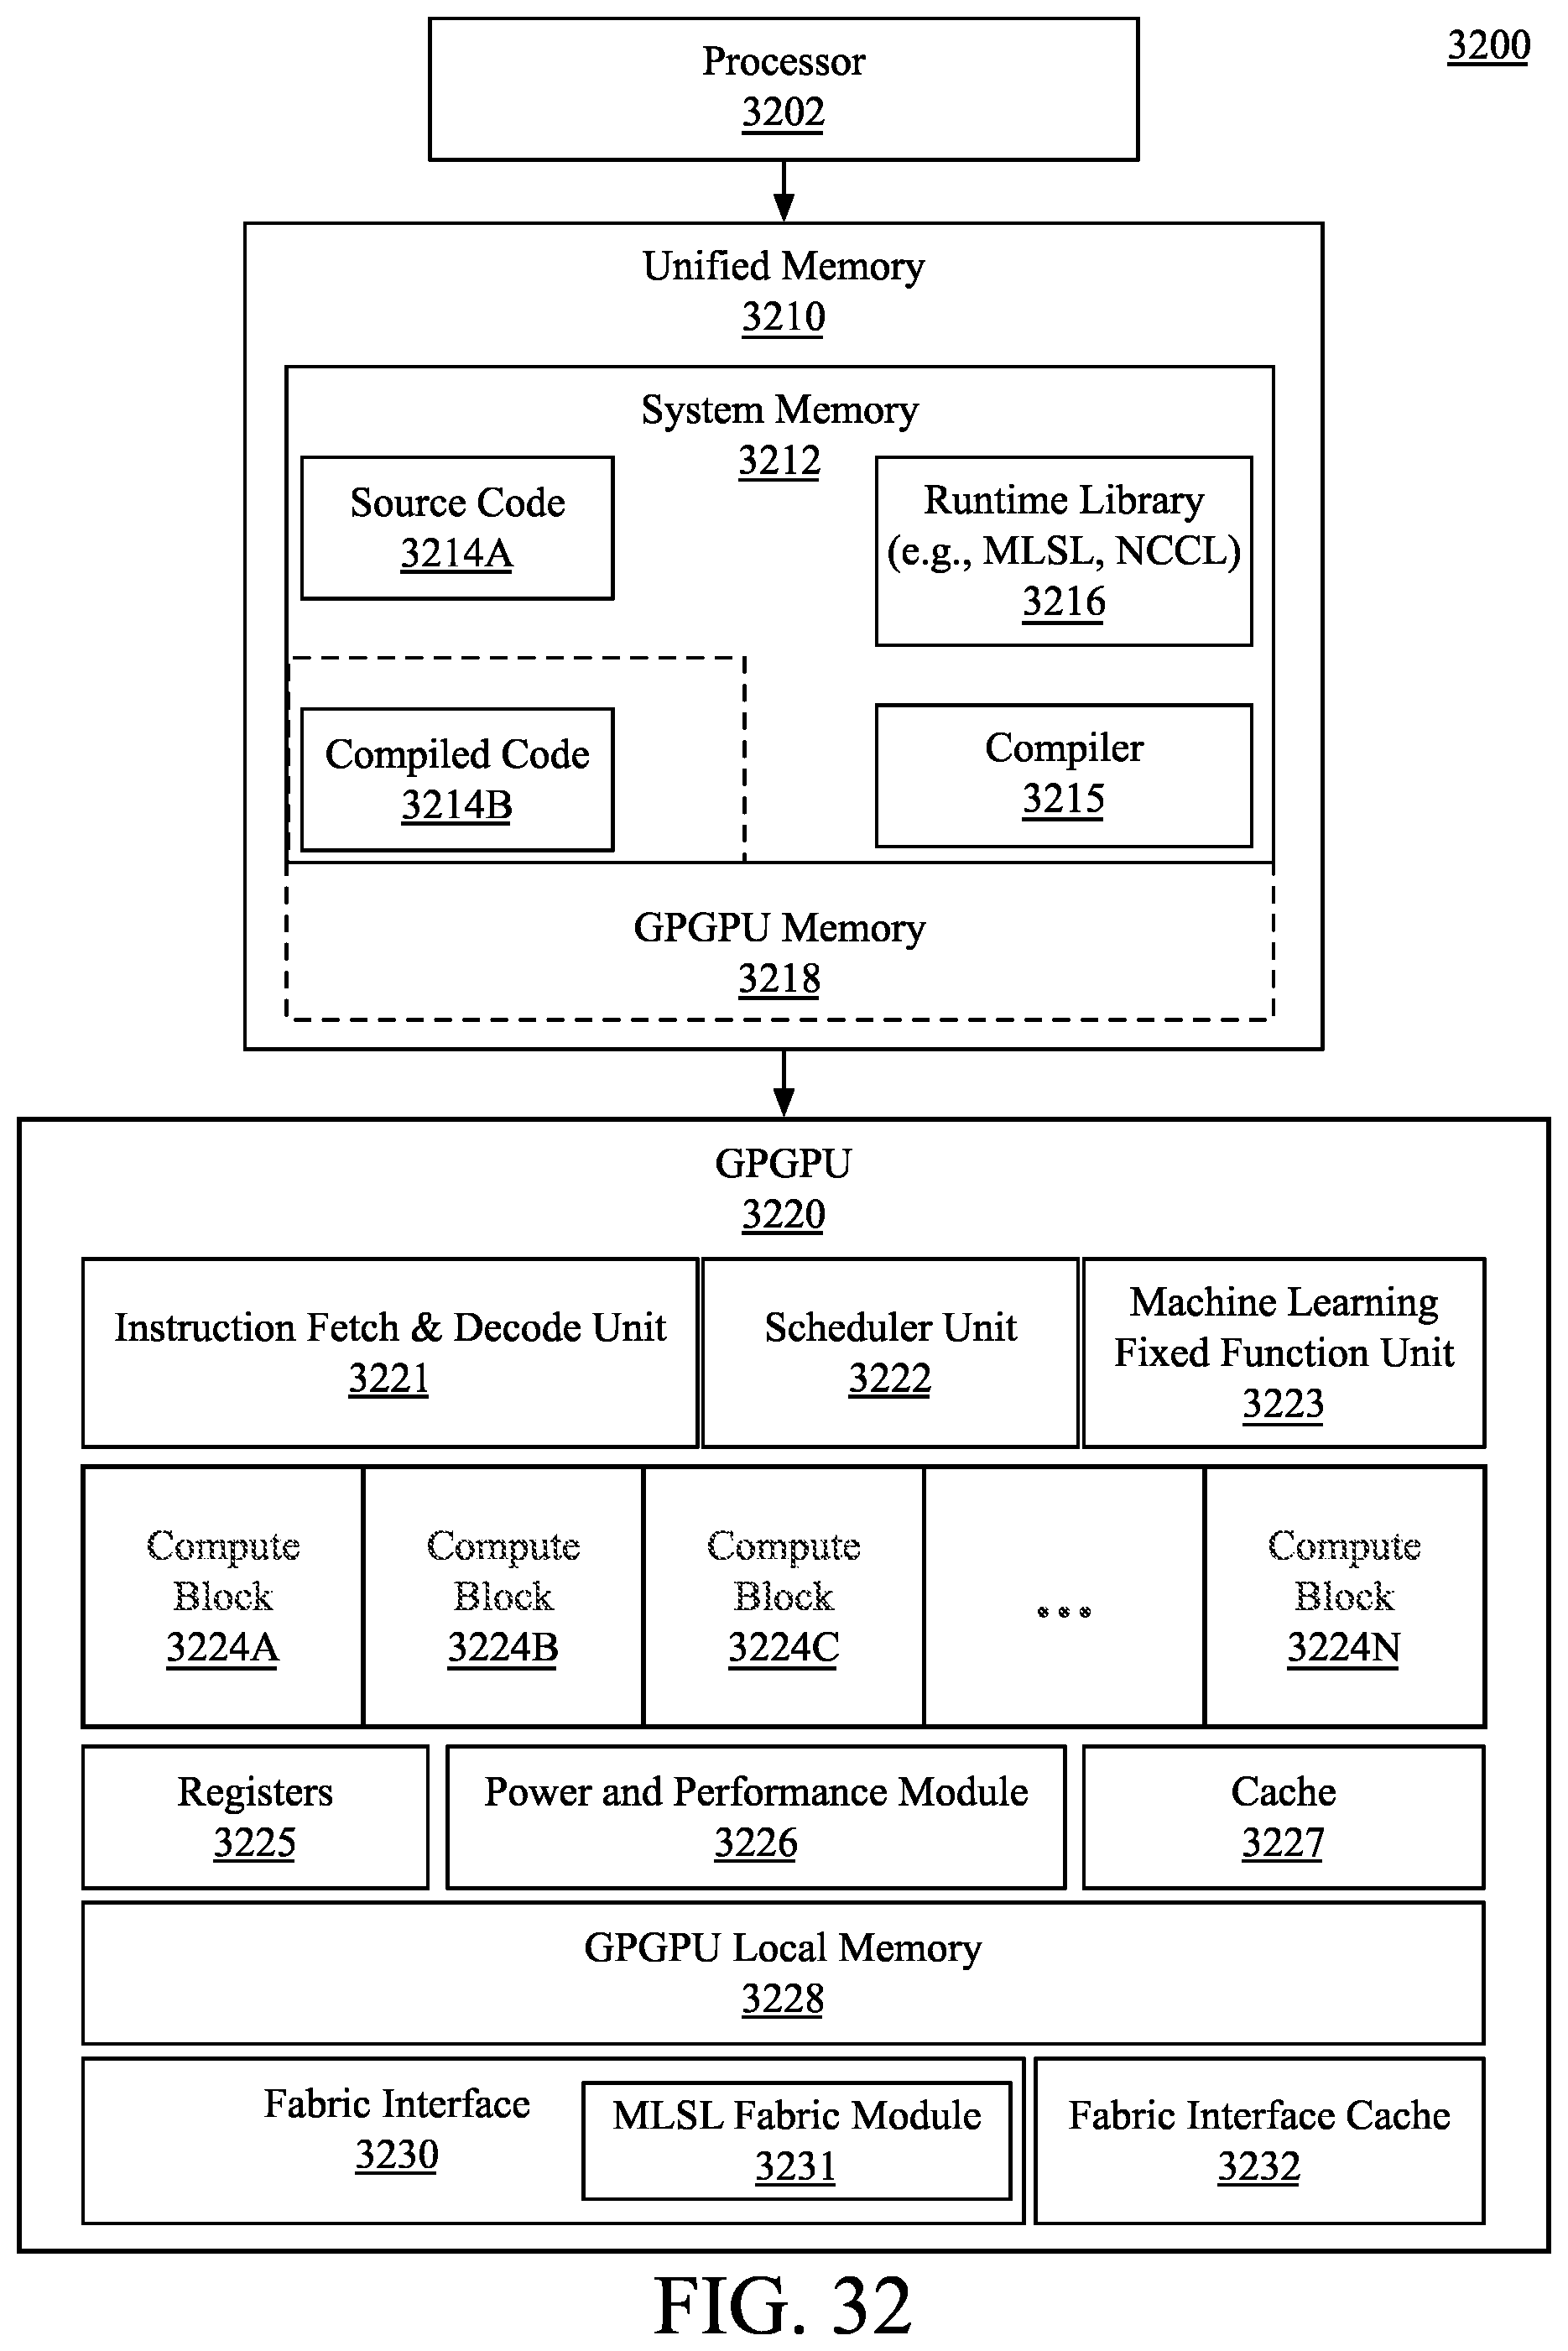 3200
Processor
3202
Unified Memory
3210
System Memory
3212
Source Code
3214A
Runtime Library
(e.g., MLSL, NCCL)
3216
Compiled Code
3214B
Compiler
3215
GPGPU Memory
3218
GPGPU
3220
Instruction Fetch & Decode Unit
3221
Scheduler Unit
3222
Machine Learning
Fixed Function Unit
3223
Compute
Block
3224A
Compute
Block
3224B
Compute
Block
3224C
...
Compute
Block
3224N
Registers
3225
Power and Performance Module
3226
Cache
3227
GPGPU Local Memory
3228
Fabric Interface
3230
MLSL Fabric Module
3231
Fabric Interface Cache
3232
FIG. 32